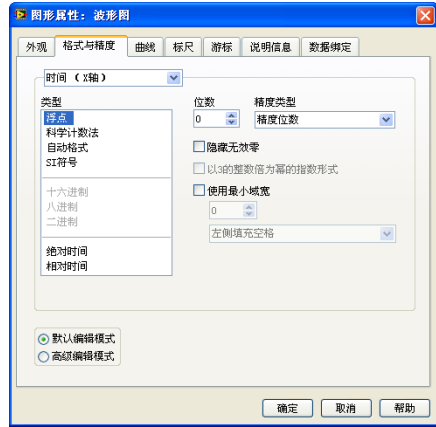 图形属性：波形图
外观 格式与精度 曲线 标尺 游标 说明信息 数据绑定
时间 （X轴）
类型 位数 精度类型
浮点 0 精度位数
科学计数法
自动格式 隐藏无效零
SI符号 以3的整数倍为幂的指数形式
十六进制 使用最小域宽
八进制 0
二进制 左侧填充空格
绝对时间
相对时间
默认编辑模式
高级编辑模式
确定 取消 帮助